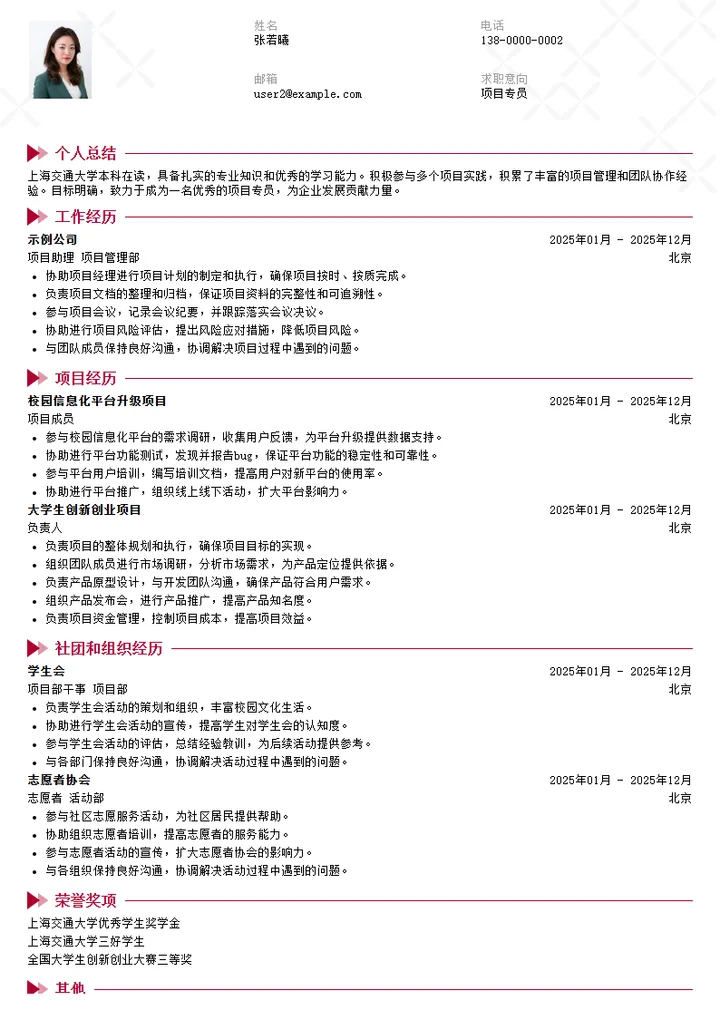 姓名
张若曦
电话
138-0000-0002
邮箱
user2@example.com
求职意向
项目专员
个人总结
上海交通大学本科在读，具备扎实的专业知识和优秀的学习能力。积极参与多个项目实践，积累了丰富的项目管理和团队协作经
验。目标明确，致力于成为一名优秀的项目专员，为企业发展贡献力量。
工作经历
示例公司 2025年01月 - 2025年12月
项目助理 项目管理部 北京
• 协助项目经理进行项目计划的制定和执行，确保项目按时、按质完成。
• 负责项目文档的整理和归档，保证项目资料的完整性和可追溯性。
• 参与项目会议，记录会议纪要，并跟踪落实会议决议。
• 协助进行项目风险评估，提出风险应对措施，降低项目风险。
• 与团队成员保持良好沟通，协调解决项目过程中遇到的问题。
项目经历
校园信息化平台升级项目 2025年01月 - 2025年12月
项目成员 北京
• 参与校园信息化平台的需求调研，收集用户反馈，为平台升级提供数据支持。
• 协助进行平台功能测试，发现并报告bug，保证平台功能的稳定性和可靠性。
• 参与平台用户培训，编写培训文档，提高用户对新平台的使用率。
• 协助进行平台推广，组织线上线下活动，扩大平台影响力。
大学生创新创业项目 2025年01月 - 2025年12月
负责人 北京
• 负责项目的整体规划和执行，确保项目目标的实现。
• 组织团队成员进行市场调研，分析市场需求，为产品定位提供依据。
• 负责产品原型设计，与开发团队沟通，确保产品符合用户需求。
• 组织产品发布会，进行产品推广，提高产品知名度。
• 负责项目资金管理，控制项目成本，提高项目效益。
社团和组织经历
学生会 2025年01月 - 2025年12月
项目部干事 项目部 北京
• 负责学生会活动的策划和组织，丰富校园文化生活。
• 协助进行学生会活动的宣传，提高学生对学生会的认知度。
• 参与学生会活动的评估，总结经验教训，为后续活动提供参考。
• 与各部门保持良好沟通，协调解决活动过程中遇到的问题。
志愿者协会 2025年01月 - 2025年12月
志愿者 活动部 北京
• 参与社区志愿服务活动，为社区居民提供帮助。
• 协助组织志愿者培训，提高志愿者的服务能力。
• 参与志愿者活动的宣传，扩大志愿者协会的影响力。
• 与各组织保持良好沟通，协调解决活动过程中遇到的问题。
荣誉奖项
上海交通大学优秀学生奖学金
上海交通大学三好学生
全国大学生创新创业大赛三等奖
其他